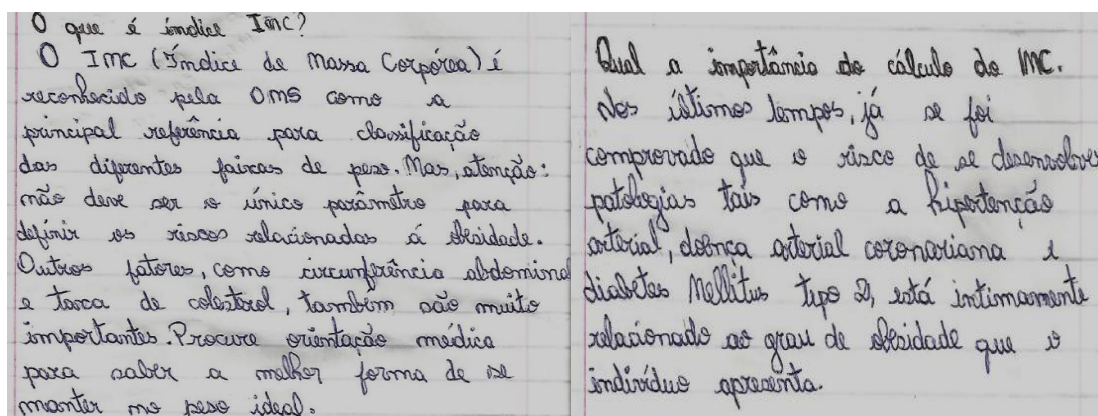 O que é índice IMC?
O IMC (Índice de Massa Corpórea) é
reconhecido pela OMS como a
principal referência para classificação
das diferentes faixas de peso. Mas, atenção:
não deve ser o único parâmetro para
definir os riscos relacionadas á obsidade.
Outros fatores, como circunferência abdominal
e taxa de colesterol, também são muito
importantes. Procure orientação médica
para saber a melhor forma de se
manter no peso ideal.
Qual a importância do cálculo do IMC.
Nos últimos tempos, já se foi
comprovado que o risco de se desenvolver
patologias tais como a hipertenção
arterial, doença arterial coronariana e
diabetes Mellitus tipo 2, está intimamente
relacionado ao grau de obsidade que o
indivíduo apresenta.